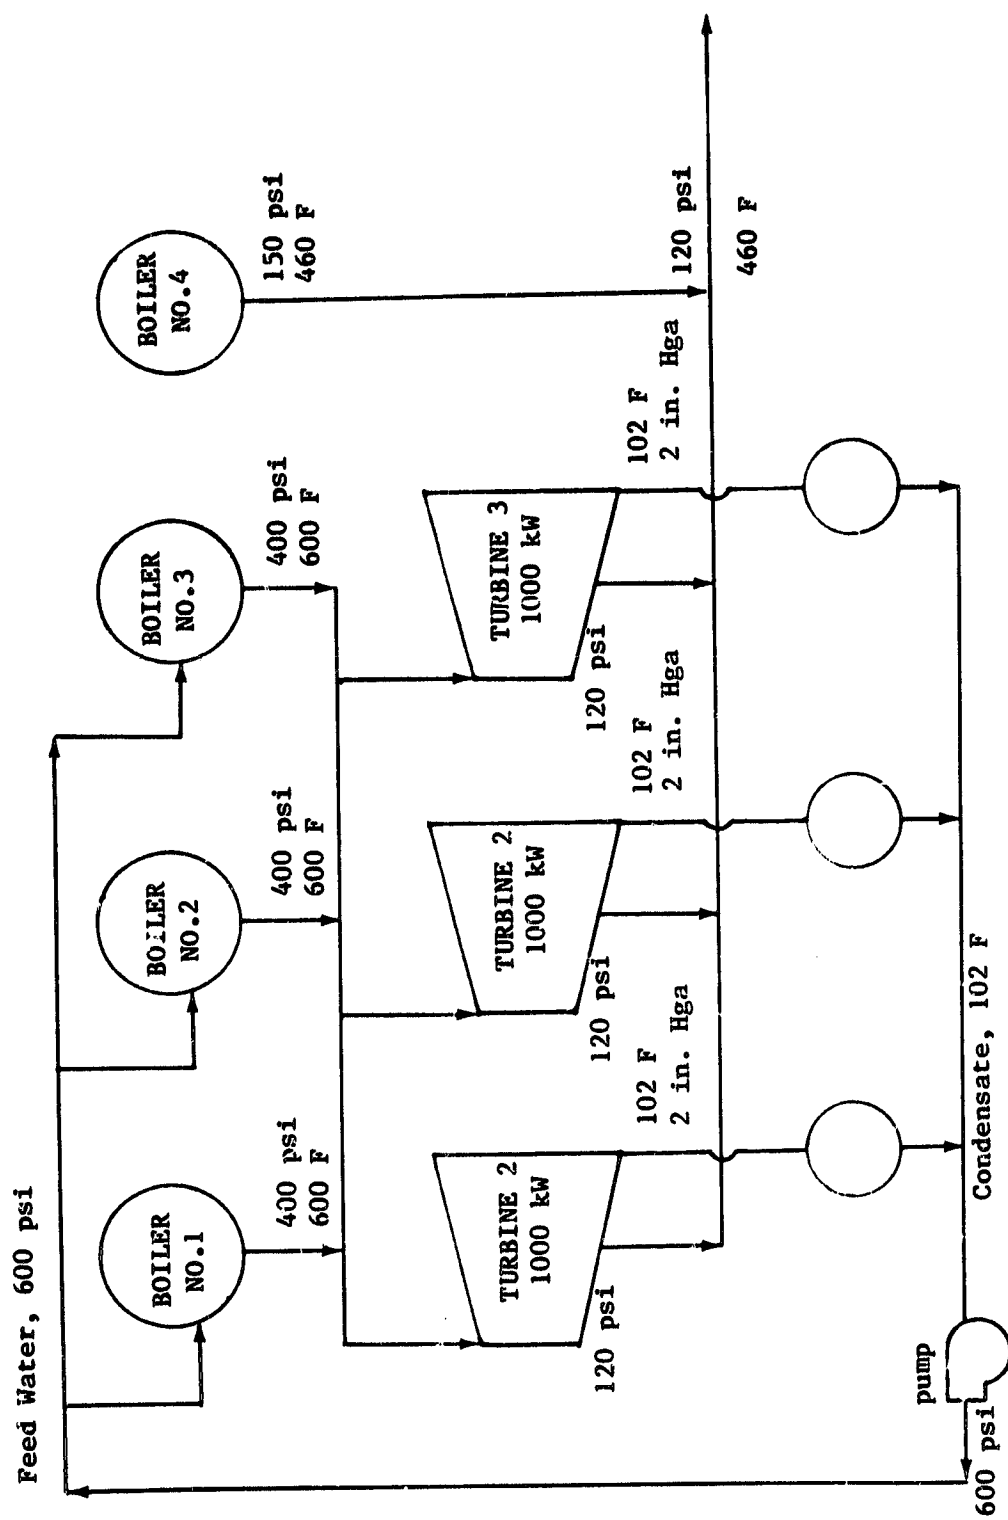 Feed Water, 600 psi
BOILER
NO.1
BOILER
NO.2
BOILER
NO.3
BOILER
NO.4
400 psi
600 F
400 psi
600 F
400 psi
600 F
150 psi
460 F
TURBINE 2
1000 kW
TURBINE 2
1000 kW
TURBINE 3
1000 kW
120 psi
102 F
2 in. Hga
120 psi
102 F
2 in. Hga
120 psi
102 F
2 in. Hga
120 psi
460 F
pump
600 psi
Condensate, 102 F